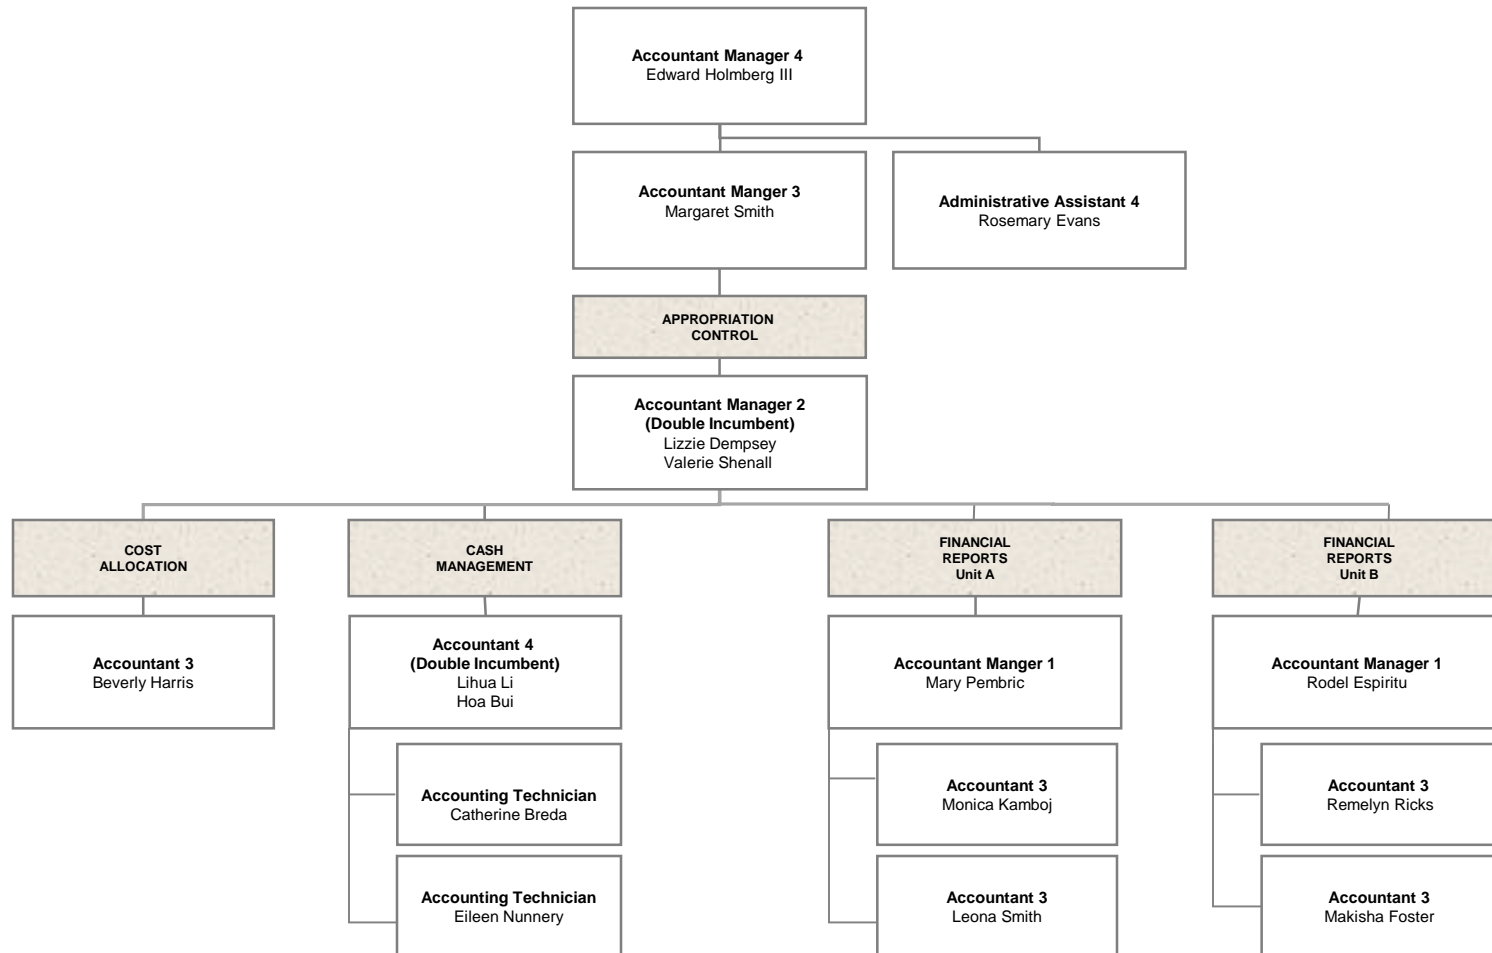 Accountant Manager 4
Edward Holmberg III
Accountant Manger 3
Margaret Smith
Administrative Assistant 4
Rosemary Evans
APPROPRIATION
CONTROL
Accountant Manager 2
(Double Incumbent)
Lizzie Dempsey
Valerie Shenall
COST
ALLOCATION
CASH
MANAGEMENT
FINANCIAL
REPORTS
Unit A
FINANCIAL
REPORTS
Unit B
Accountant 3
Beverly Harris
Accountant 4
(Double Incumbent)
Lihua Li
Hoa Bui
Accountant Manger 1
Mary Pembric
Accountant Manager 1
Rodel Espiritu
Accounting Technician
Catherine Breda
Accountant 3
Monica Kamboj
Accountant 3
Remelyn Ricks
Accounting Technician
Eileen Nunnery
Accountant 3
Leona Smith
Accountant 3
Makisha Foster